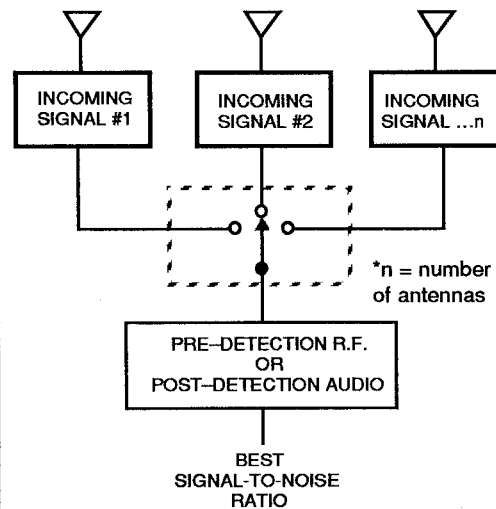 INCOMING
SIGNAL #1
INCOMING
SIGNAL #2
INCOMING
SIGNAL ...n
*n = number
of antennas
PRE–DETECTION R.F.
OR
POST–DETECTION AUDIO
BEST
SIGNAL-TO-NOISE
RATIO